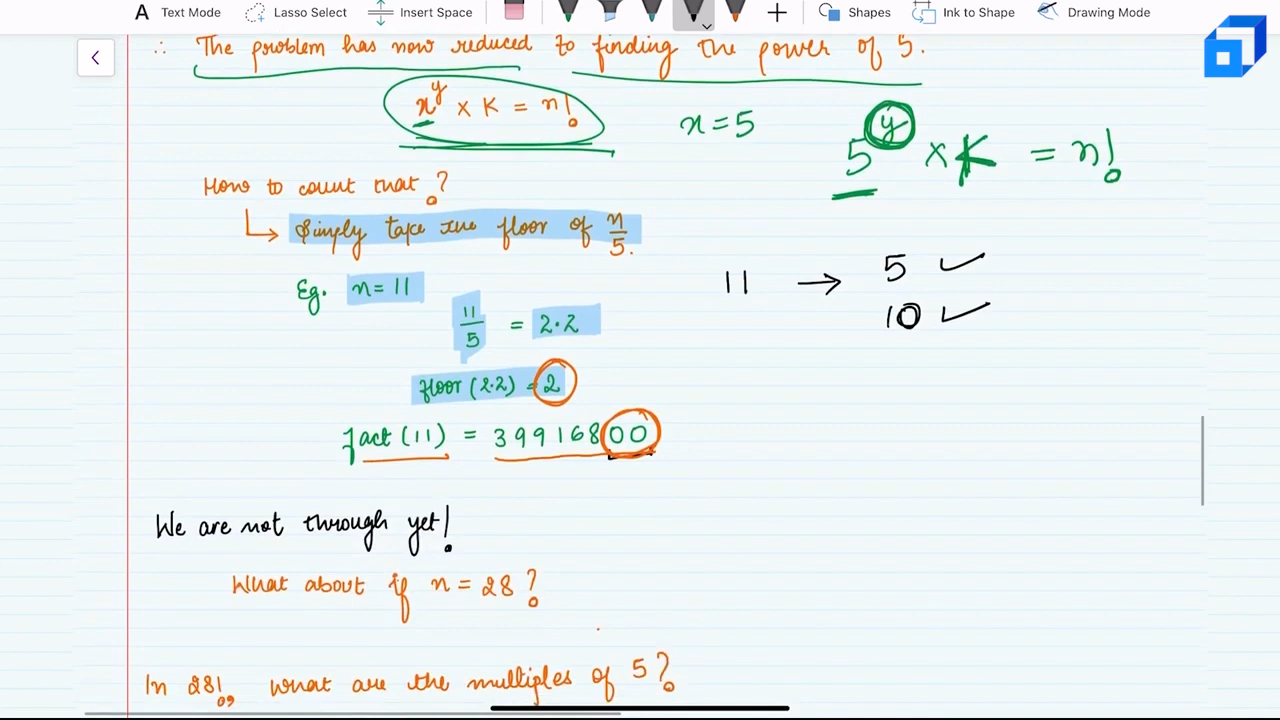 A Text Mode Lasso Select Insert Space Shapes Ink to Shape Drawing Mode
∴ The problem has now reduced to finding the power of 5.
x^y × K = n!
x = 5
5^y × K = n!
How to count that?
↳ Simply take the floor of n/5.
Eg. n = 11
11/5 = 2.2
floor(2.2) = 2
11 → 5 ✓
10 ✓
fact(11) = 39916800
We are not through yet!
What about if n = 28?
In 28!, what are the multiples of 5?